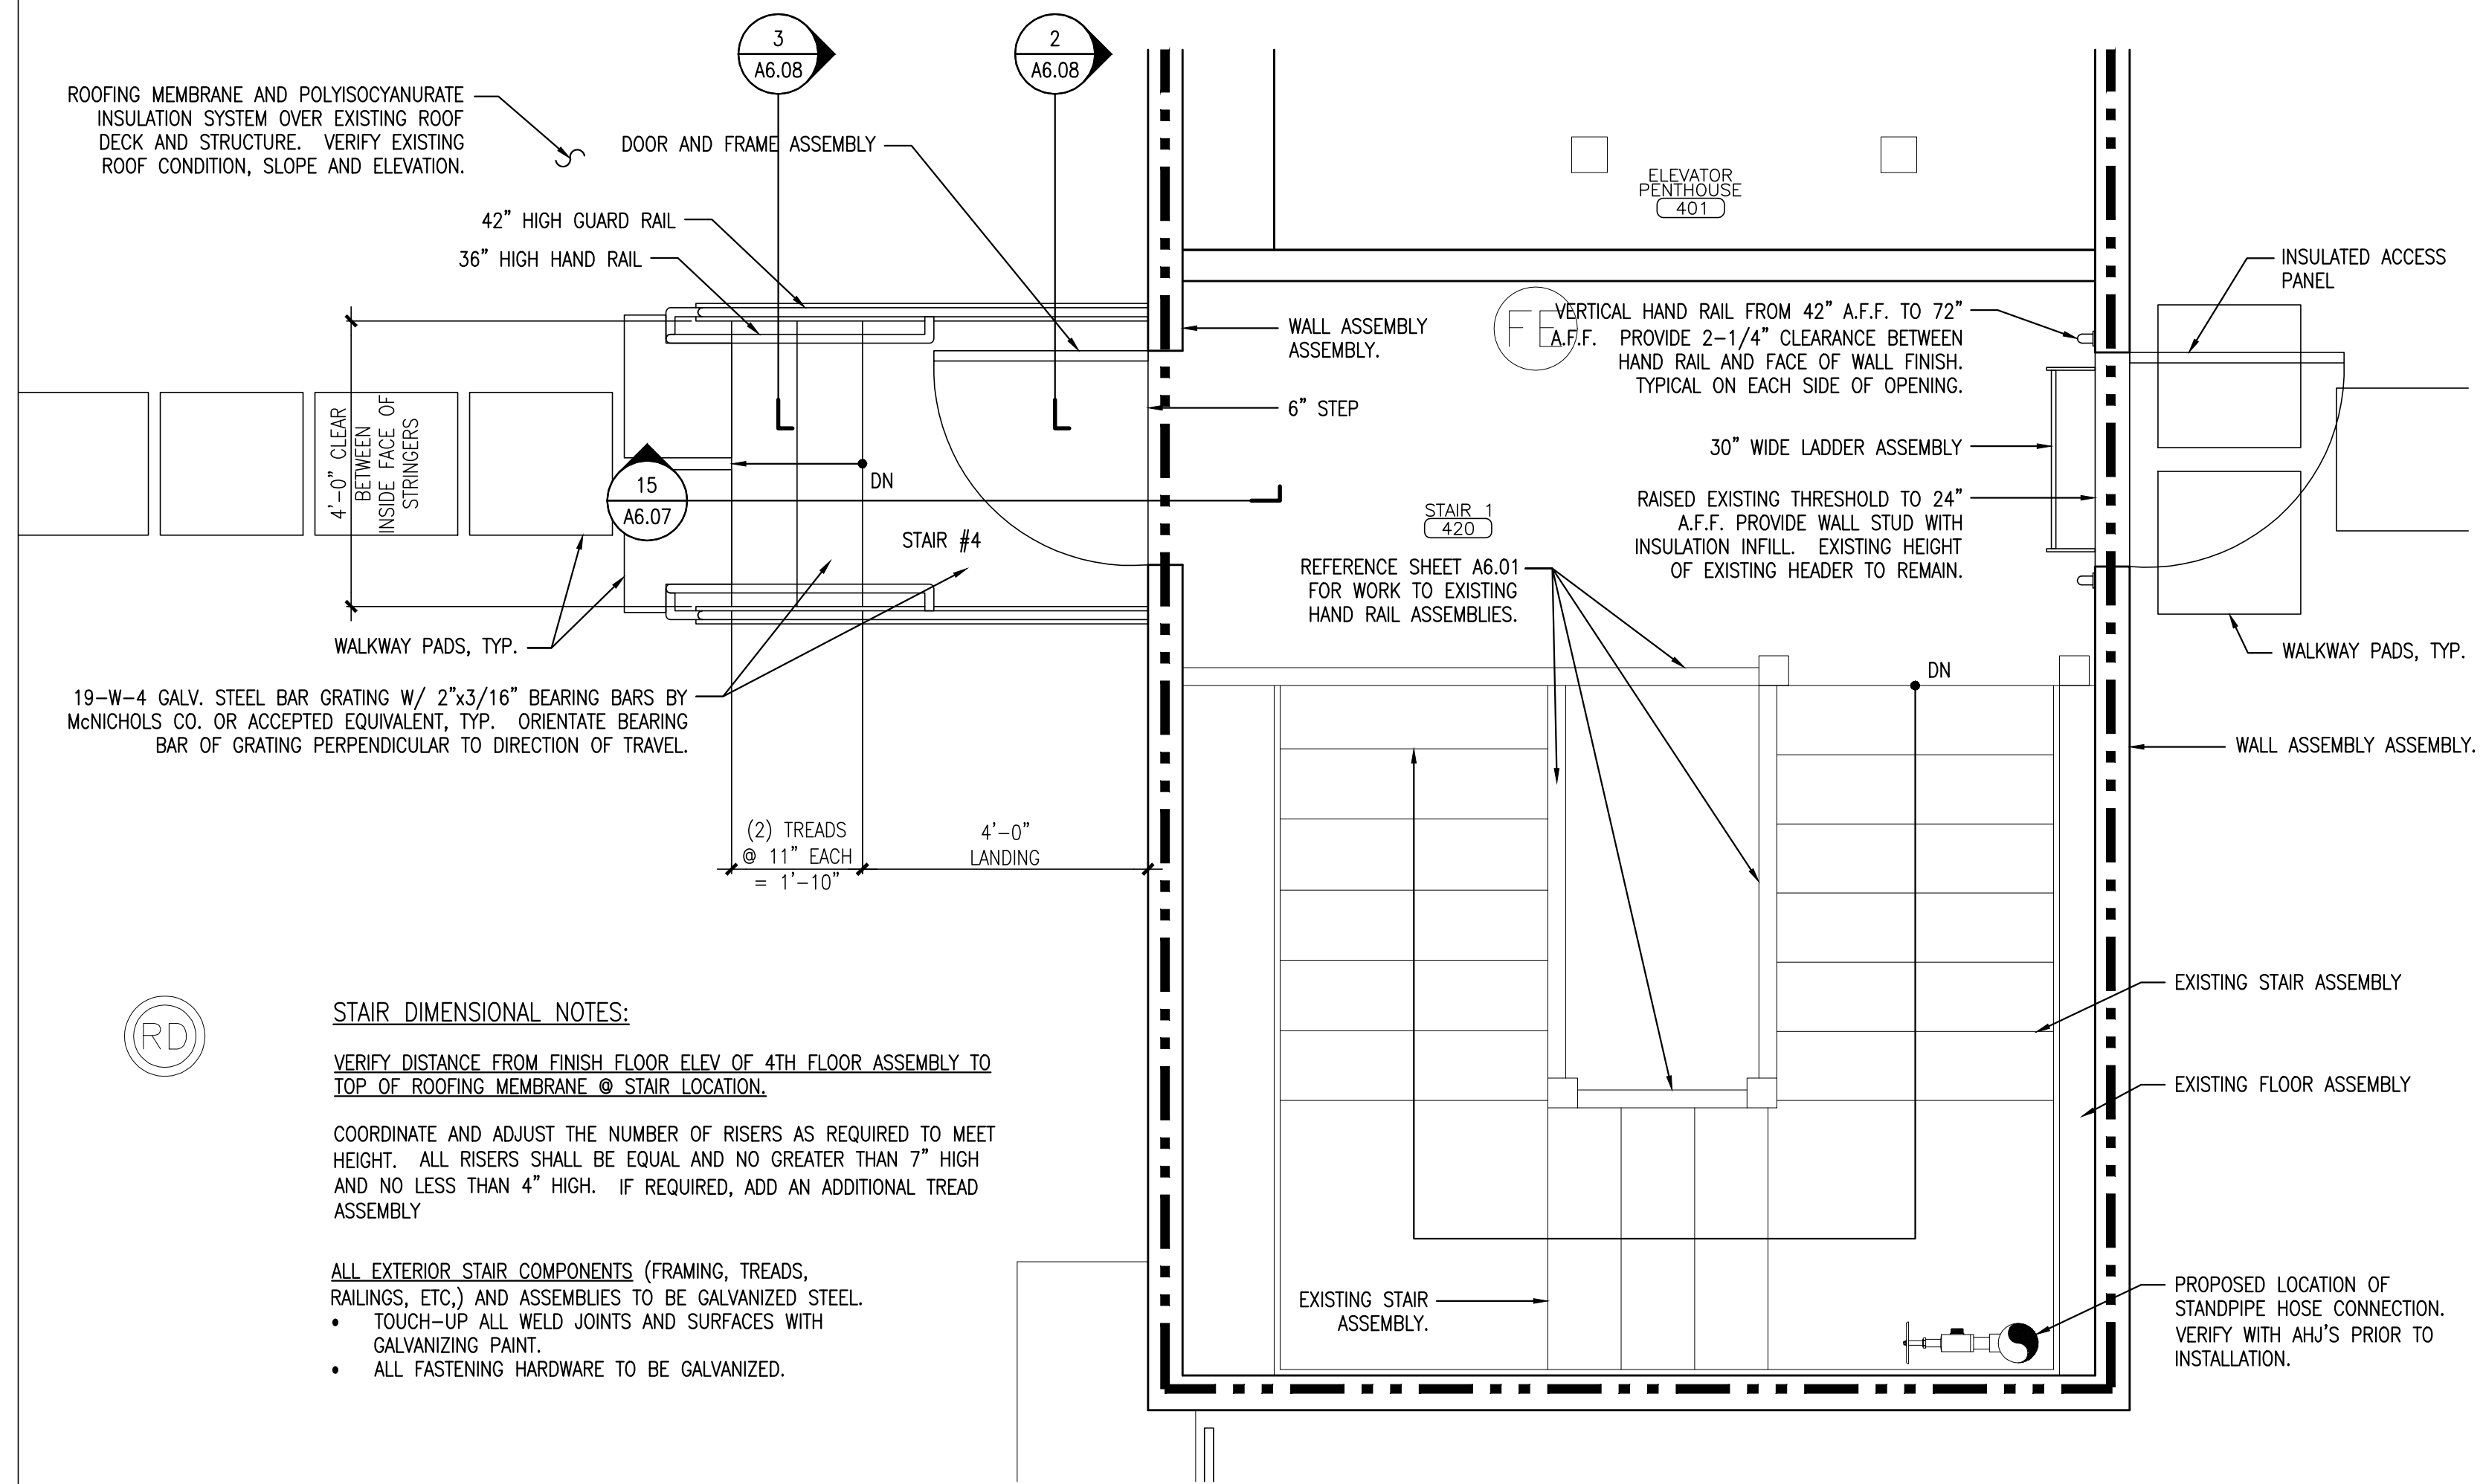 3
A6.08
2
A6.08
ROOFING MEMBRANE AND POLYISOCYANURATE
INSULATION SYSTEM OVER EXISTING ROOF
DECK AND STRUCTURE.  VERIFY EXISTING
ROOF CONDITION, SLOPE AND ELEVATION.
DOOR AND FRAME ASSEMBLY
42" HIGH GUARD RAIL
36" HIGH HAND RAIL
ELEVATOR
PENTHOUSE
401
INSULATED ACCESS
PANEL
WALL ASSEMBLY
ASSEMBLY.
FE
VERTICAL HAND RAIL FROM 42" A.F.F. TO 72"
A.F.F.  PROVIDE 2-1/4" CLEARANCE BETWEEN
HAND RAIL AND FACE OF WALL FINISH.
TYPICAL ON EACH SIDE OF OPENING.
6" STEP
4'-0" CLEAR
BETWEEN
INSIDE FACE OF
STRINGERS
30" WIDE LADDER ASSEMBLY
DN
15
A6.07
STAIR #4
STAIR 1
420
RAISED EXISTING THRESHOLD TO 24"
A.F.F. PROVIDE WALL STUD WITH
INSULATION INFILL.  EXISTING HEIGHT
OF EXISTING HEADER TO REMAIN.
REFERENCE SHEET A6.01
FOR WORK TO EXISTING
HAND RAIL ASSEMBLIES.
WALKWAY PADS, TYP.
WALKWAY PADS, TYP.
DN
19-W-4 GALV. STEEL BAR GRATING W/ 2"x3/16" BEARING BARS BY
McNICHOLS CO. OR ACCEPTED EQUIVALENT, TYP.  ORIENTATE BEARING
BAR OF GRATING PERPENDICULAR TO DIRECTION OF TRAVEL.
WALL ASSEMBLY ASSEMBLY.
(2) TREADS
@ 11" EACH
= 1'-10"
4'-0"
LANDING
EXISTING STAIR ASSEMBLY
RD
STAIR DIMENSIONAL NOTES:
VERIFY DISTANCE FROM FINISH FLOOR ELEV OF 4TH FLOOR ASSEMBLY TO
TOP OF ROOFING MEMBRANE @ STAIR LOCATION.
EXISTING FLOOR ASSEMBLY
COORDINATE AND ADJUST THE NUMBER OF RISERS AS REQUIRED TO MEET
HEIGHT.  ALL RISERS SHALL BE EQUAL AND NO GREATER THAN 7" HIGH
AND NO LESS THAN 4" HIGH.  IF REQUIRED, ADD AN ADDITIONAL TREAD
ASSEMBLY
ALL EXTERIOR STAIR COMPONENTS (FRAMING, TREADS,
RAILINGS, ETC,) AND ASSEMBLIES TO BE GALVANIZED STEEL.
• TOUCH-UP ALL WELD JOINTS AND SURFACES WITH
GALVANIZING PAINT.
• ALL FASTENING HARDWARE TO BE GALVANIZED.
EXISTING STAIR
ASSEMBLY.
PROPOSED LOCATION OF
STANDPIPE HOSE CONNECTION.
VERIFY WITH AHJ'S PRIOR TO
INSTALLATION.